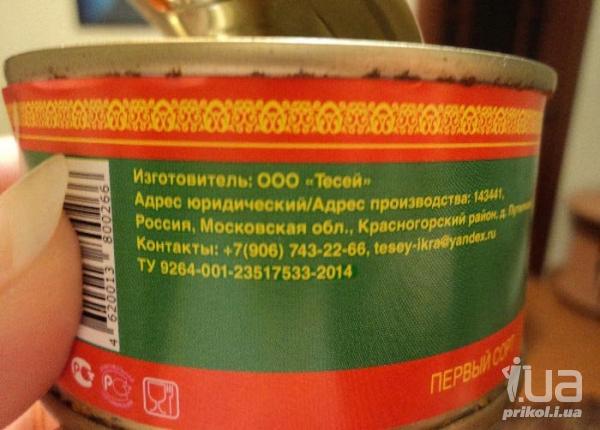 Изготовитель: ООО «Тесей»
Адрес юридический/Адрес производства: 143441,
Россия, Московская обл., Красногорский район, д.
Контакты: +7(906) 743-22-66, tesey-ikra@yandex.ru
ТУ 9264-001-23517533-2014
4 620013 800266
ПЕРВЫЙ СОРТ
i.ua
prikol.i.ua